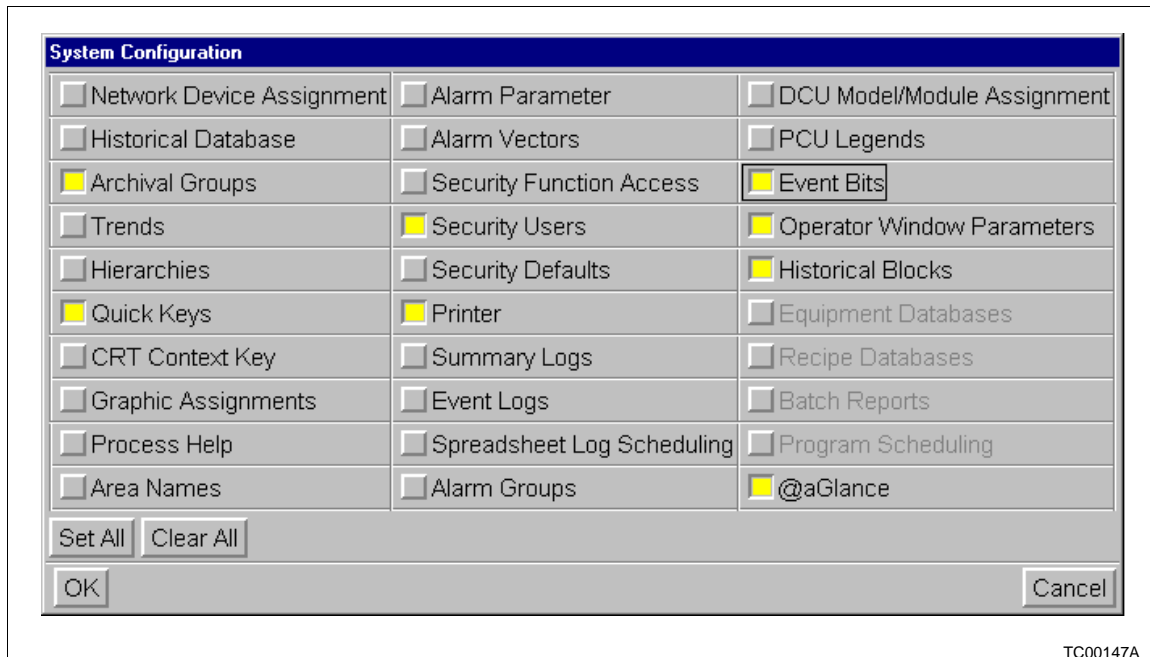 System Configuration
Network Device Assignment Alarm Parameter DCU Model/Module Assignment
Historical Database Alarm Vectors PCU Legends
Archival Groups Security Function Access Event Bits
Trends Security Users Operator Window Parameters
Hierarchies Security Defaults Historical Blocks
Quick Keys Printer Equipment Databases
CRT Context Key Summary Logs Recipe Databases
Graphic Assignments Event Logs Batch Reports
Process Help Spreadsheet Log Scheduling Program Scheduling
Area Names Alarm Groups @aGlance
Set All Clear All
OK Cancel
TC00147A